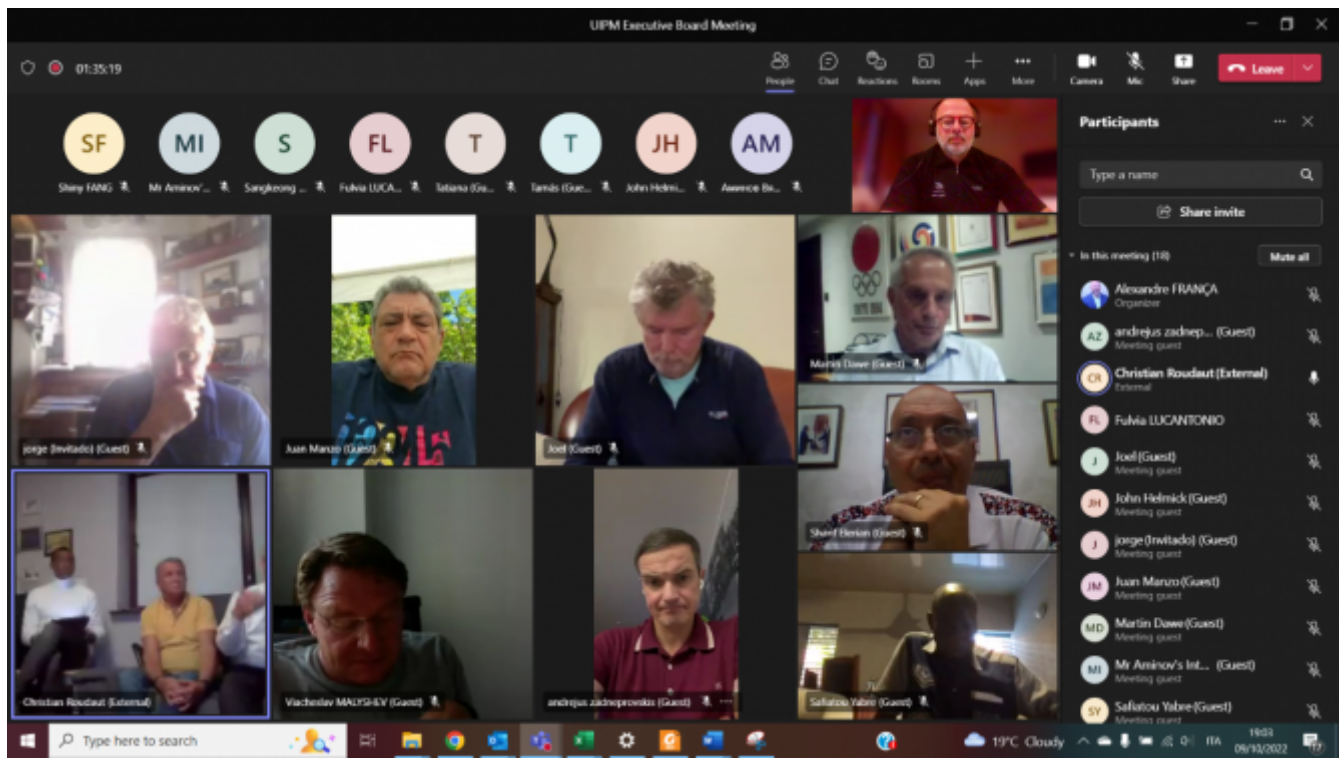 UIPM Executive Board Meeting
01:35:19
People
Chat
Reactions
Rooms
Apps
More
Camera
Mic
Share
Leave
SF
MI
S
FL
T
T
JH
AM
Shiny FANG
Mr Aminov'...
Sangkeong ...
Fulvia LUCA...
Tatiana (Gu...
Tamás (Gue...
John Helmi...
Participants
Type a name
Share invite
In this meeting (18)
Mute all
Alexandre FRANÇA
Organizer
AZ
andrejus zadnep... (Guest)
Meeting guest
CR
Christian Roudaut (External)
External
FL
Fulvia LUCANTONIO
J
Joel (Guest)
Meeting guest
JH
John Helmick (Guest)
Meeting guest
J
jorge (Invitado) (Guest)
Meeting guest
JM
Juan Manzo (Guest)
Meeting guest
MD
Martin Dawe (Guest)
Meeting guest
MI
Mr Aminov's Int... (Guest)
Meeting guest
SY
Safiatou Yabre (Guest)
Meeting guest
Martin Dawe (Guest)
jorge (Invitado) (Guest)
Juan Manzo (Guest)
Joel (Guest)
Sharif Elerian (Guest)
Christian Roudaut (External)
Viacheslav MALYSHEV (Guest)
andrejus zadneprovskis (Guest)
Safiatou Yabre (Guest)
Type here to search
19°C Cloudy
ITA
19:03
09/10/2022